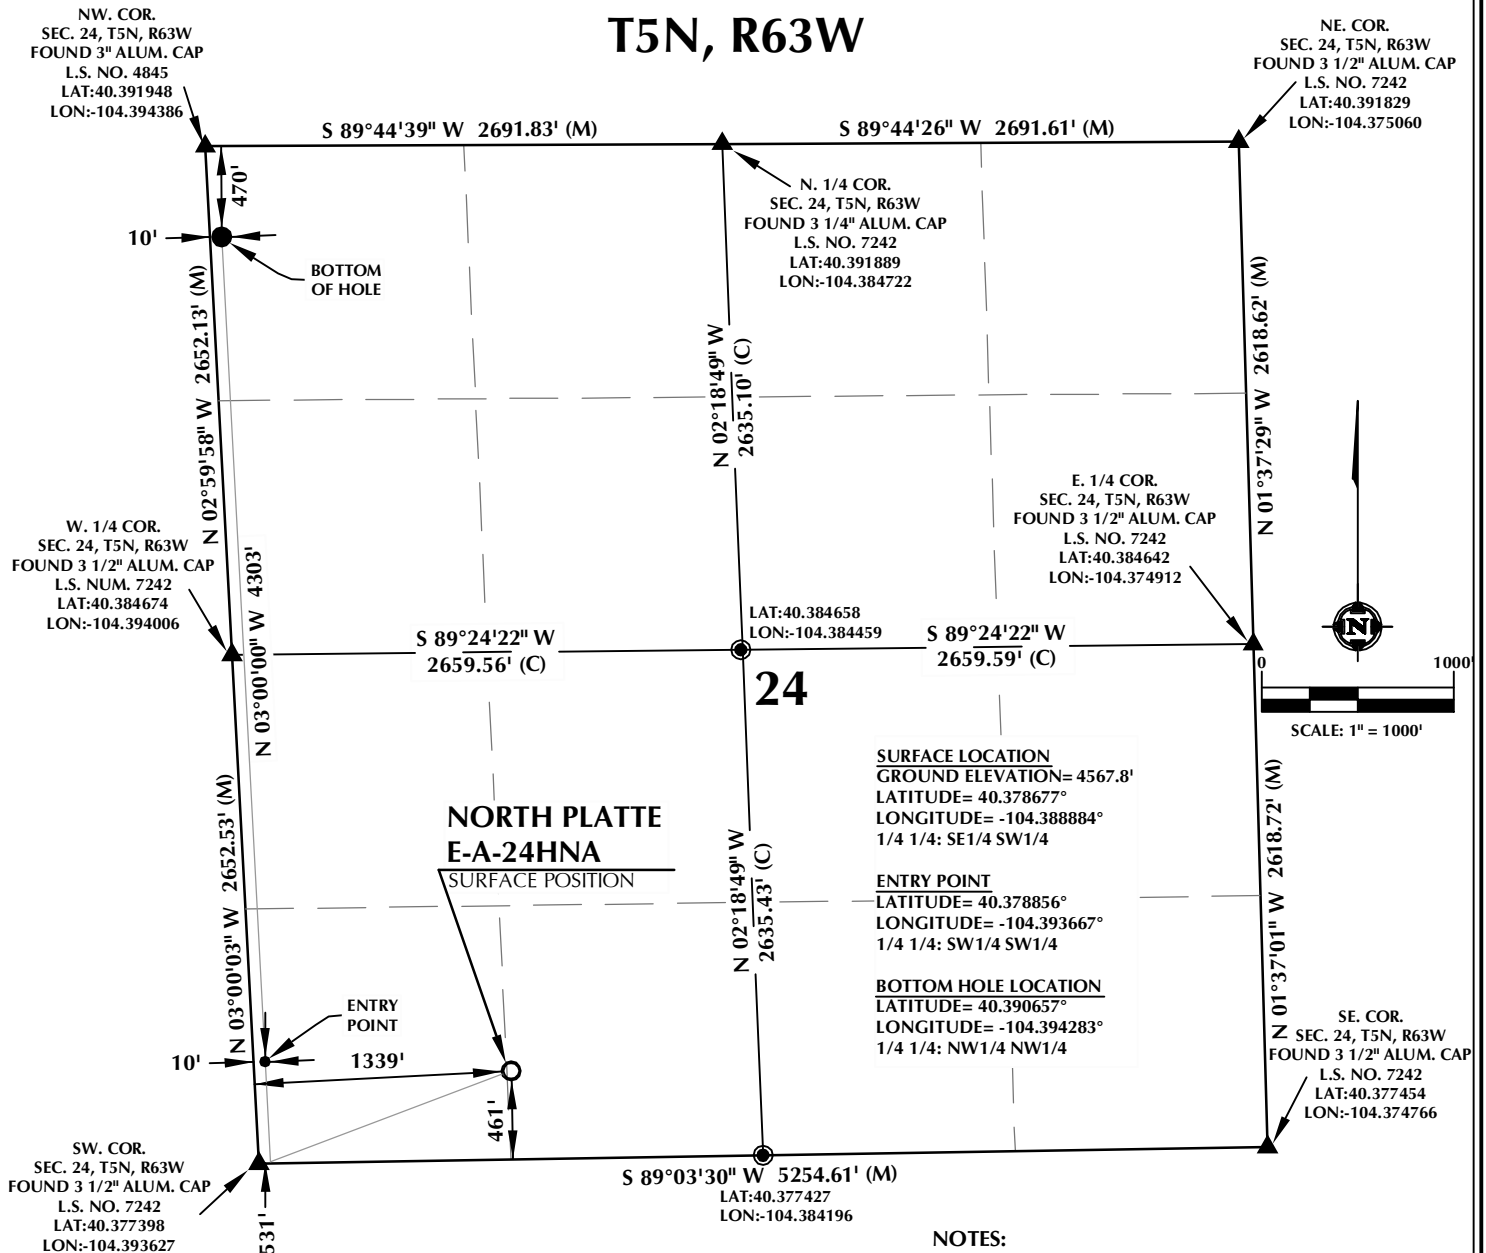 T5N, R63W
NW. COR.
SEC. 24, T5N, R63W
FOUND 3" ALUM. CAP
L.S. NO. 4845
LAT:40.391948
LON:-104.394386
NE. COR.
SEC. 24, T5N, R63W
FOUND 3 1/2" ALUM. CAP
L.S. NO. 7242
LAT:40.391829
LON:-104.375060
S 89°44'39" W 2691.83' (M)
S 89°44'26" W 2691.61' (M)
N. 1/4 COR.
SEC. 24, T5N, R63W
FOUND 3 1/4" ALUM. CAP
L.S. NO. 7242
LAT:40.391889
LON:-104.384722
470'
10'
BOTTOM
OF HOLE
N 02°59'58" W 2652.13' (M)
N 02°18'49" W
2635.10' (C)
N 01°37'29" W 2618.62' (M)
E. 1/4 COR.
SEC. 24, T5N, R63W
FOUND 3 1/2" ALUM. CAP
L.S. NO. 7242
LAT:40.384642
LON:-104.374912
W. 1/4 COR.
SEC. 24, T5N, R63W
FOUND 3 1/2" ALUM. CAP
L.S. NUM. 7242
LAT:40.384674
LON:-104.394006
N 03°00'00" W 4303'
LAT:40.384658
LON:-104.384459
S 89°24'22" W
2659.56' (C)
S 89°24'22" W
2659.59' (C)
24
N
0 1000'
SCALE: 1" = 1000'
SURFACE LOCATION
GROUND ELEVATION= 4567.8'
LATITUDE= 40.378677°
LONGITUDE= -104.388884°
1/4 1/4: SE1/4 SW1/4
ENTRY POINT
LATITUDE= 40.378856°
LONGITUDE= -104.393667°
1/4 1/4: SW1/4 SW1/4
BOTTOM HOLE LOCATION
LATITUDE= 40.390657°
LONGITUDE= -104.394283°
1/4 1/4: NW1/4 NW1/4
NORTH PLATTE
E-A-24HNA
SURFACE POSITION
N 03°00'03" W 2652.53' (M)
N 02°18'49" W
2635.43' (C)
N 01°37'01" W 2618.72' (M)
ENTRY
POINT
10'
1339'
461'
SE. COR.
SEC. 24, T5N, R63W
FOUND 3 1/2" ALUM. CAP
L.S. NO. 7242
LAT:40.377454
LON:-104.374766
SW. COR.
SEC. 24, T5N, R63W
FOUND 3 1/2" ALUM. CAP
L.S. NO. 7242
LAT:40.377398
LON:-104.393627
531'
S 89°03'30" W 5254.61' (M)
LAT:40.377427
LON:-104.384196
NOTES: